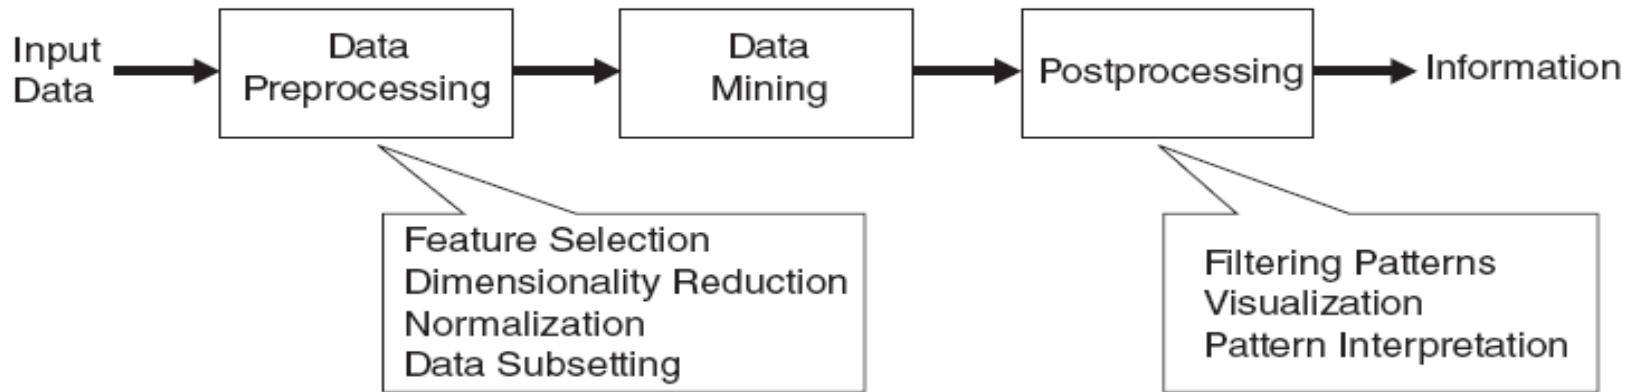 Input
Data
Data
Preprocessing
Data
Mining
Postprocessing
Information
Feature Selection
Dimensionality Reduction
Normalization
Data Subsetting
Filtering Patterns
Visualization
Pattern Interpretation